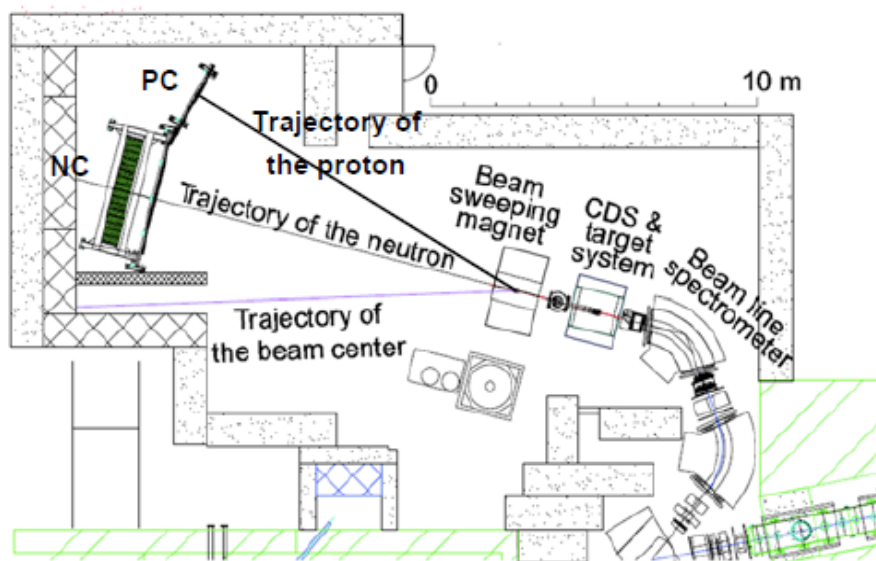 PC
0
10 m
Trajectory of
the proton
NC
Trajectory of the neutron
Beam
sweeping
magnet
CDS &
target
system
Beam line
spectrometer
Trajectory of
the beam center